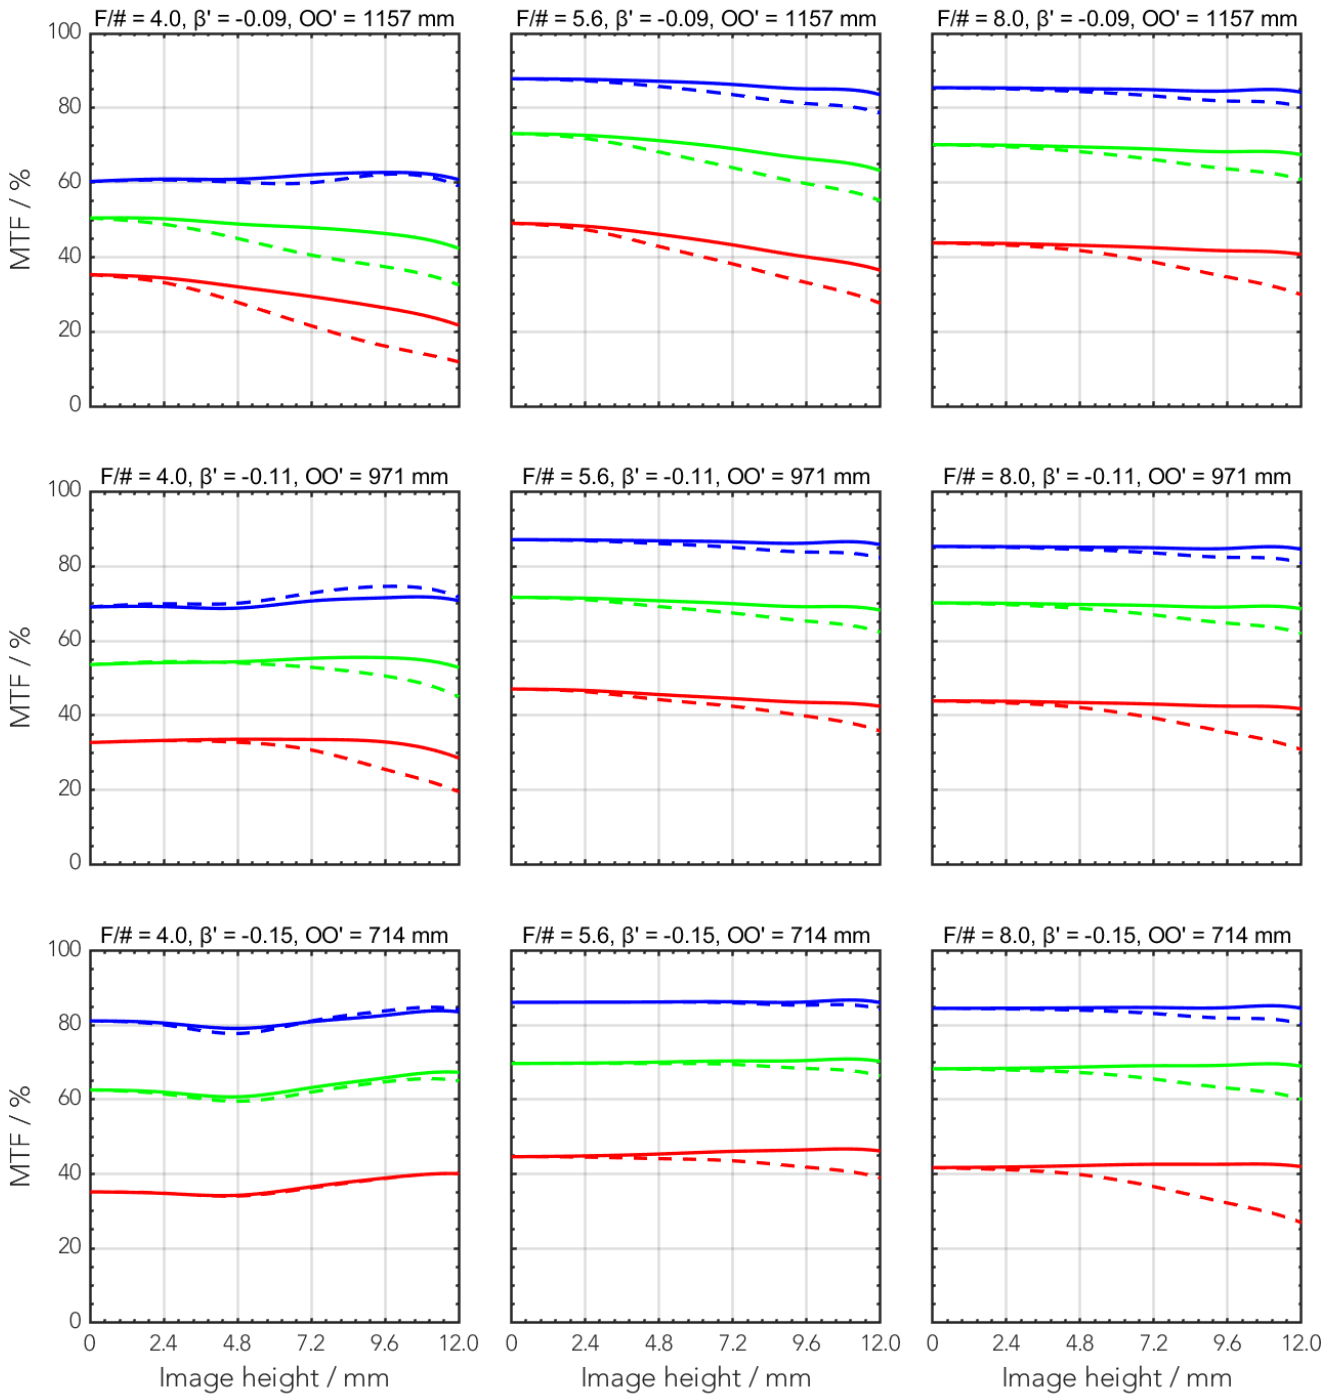 F/# = 4.0, β' = -0.09, OO' = 1157 mm
F/# = 5.6, β' = -0.09, OO' = 1157 mm
F/# = 8.0, β' = -0.09, OO' = 1157 mm
100
80
60
40
20
0
MTF / %
F/# = 4.0, β' = -0.11, OO' = 971 mm
F/# = 5.6, β' = -0.11, OO' = 971 mm
F/# = 8.0, β' = -0.11, OO' = 971 mm
100
80
60
40
20
0
MTF / %
F/# = 4.0, β' = -0.15, OO' = 714 mm
F/# = 5.6, β' = -0.15, OO' = 714 mm
F/# = 8.0, β' = -0.15, OO' = 714 mm
100
80
60
40
20
0
MTF / %
0 2.4 4.8 7.2 9.6 12.0
0 2.4 4.8 7.2 9.6 12.0
0 2.4 4.8 7.2 9.6 12.0
Image height / mm
Image height / mm
Image height / mm